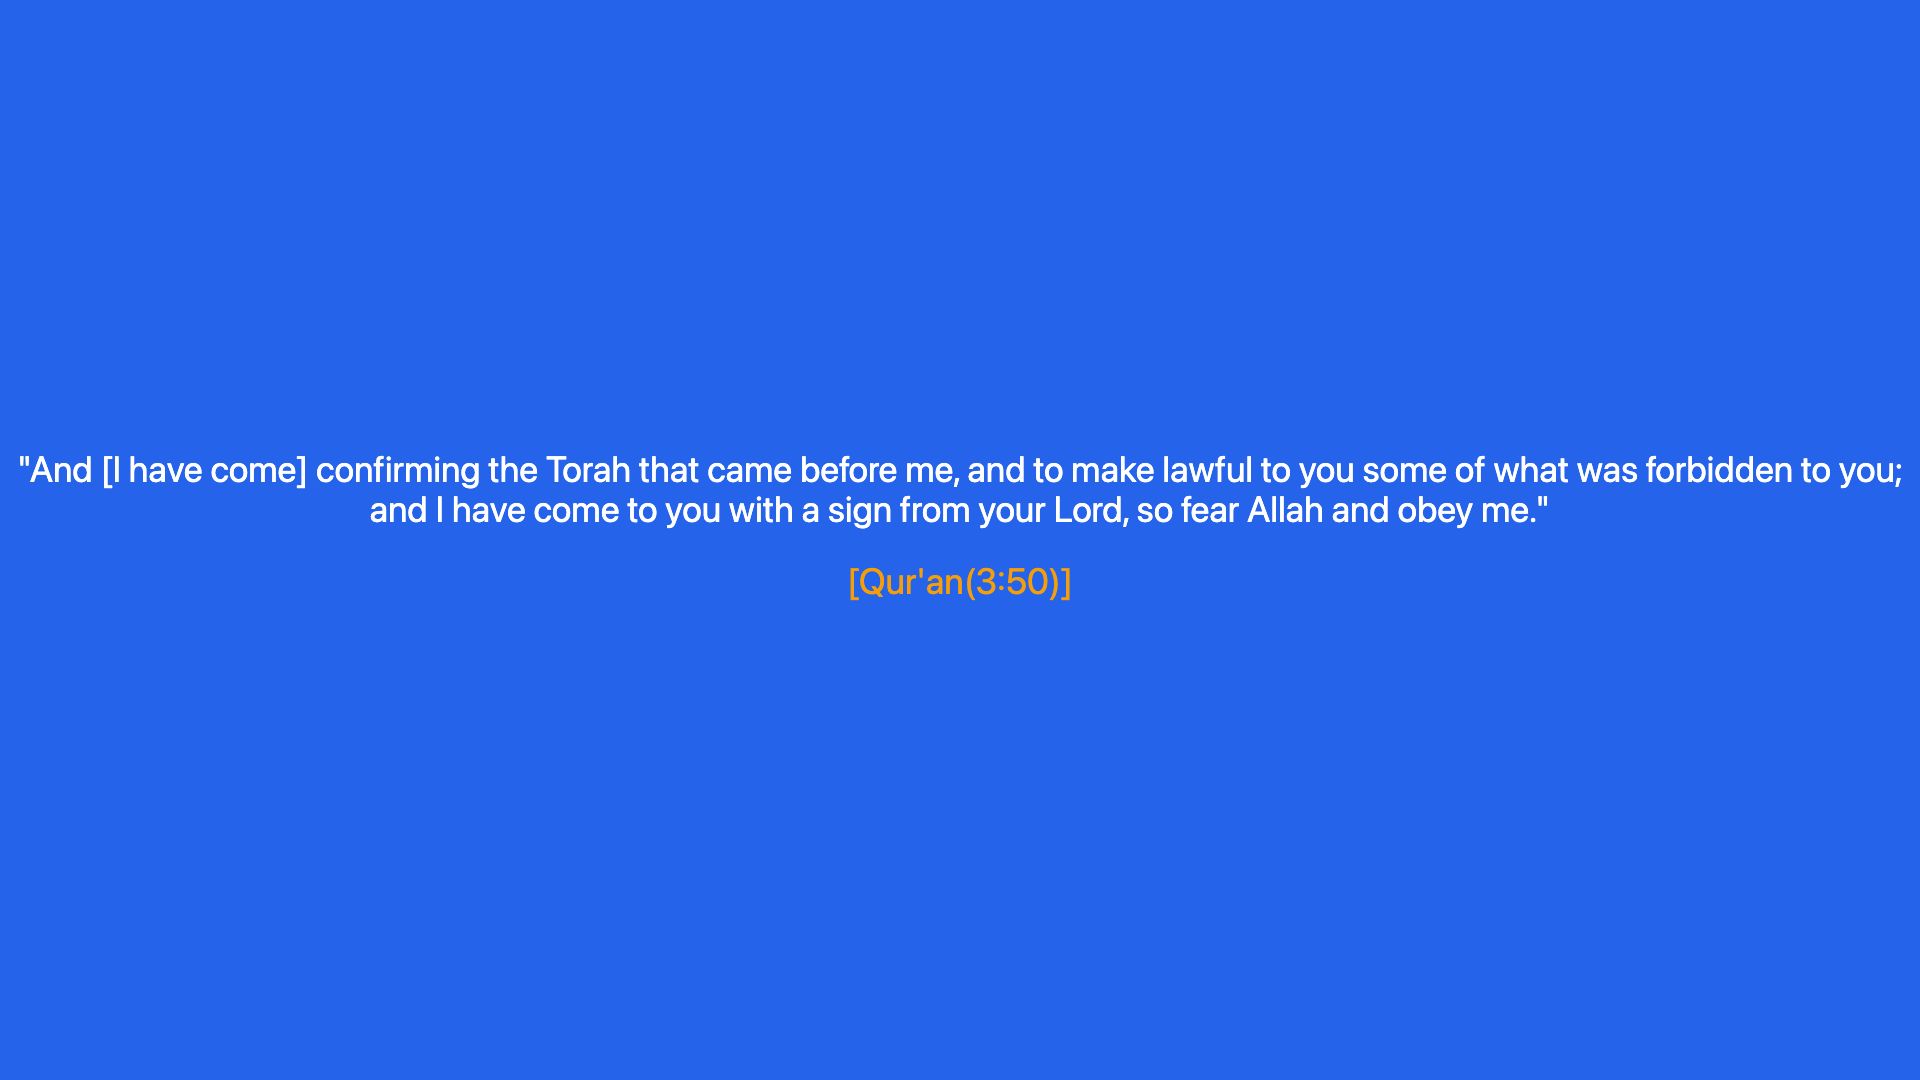 "And [I have come] confirming the Torah that came before me, and to make lawful to you some of what was forbidden to you;
and I have come to you with a sign from your Lord, so fear Allah and obey me."
[Qur'an(3:50)]